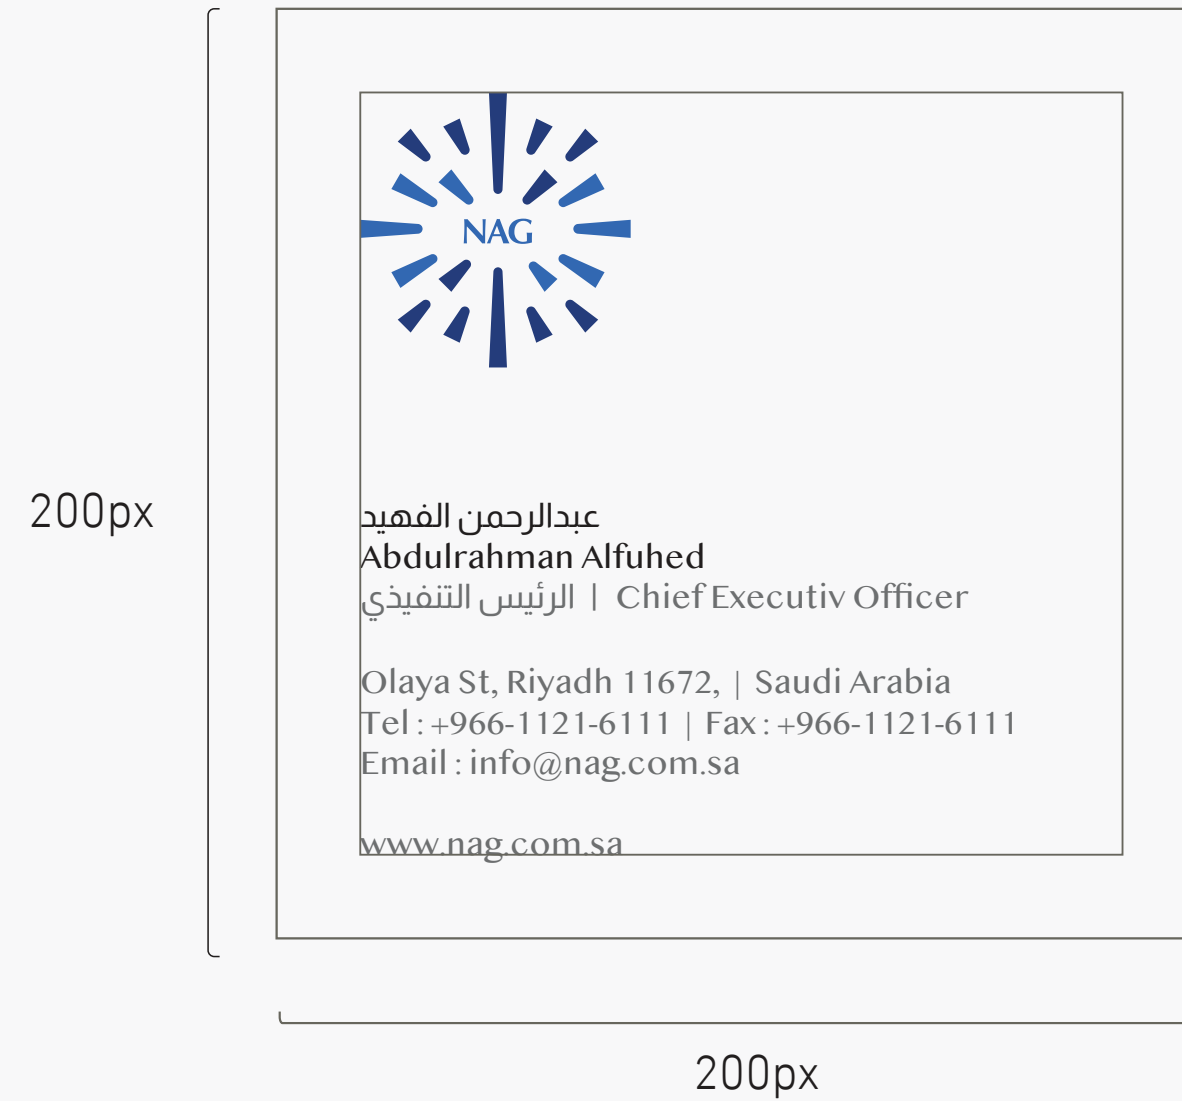 NAG
200px
عبدالرحمن الفهيد
Abdulrahman Alfuhed
الرئيس التنفيذي | Chief Executiv Officer
Olaya St, Riyadh 11672, | Saudi Arabia
Tel : +966-1121-6111 | Fax : +966-1121-6111
Email : info@nag.com.sa
www.nag.com.sa
200px